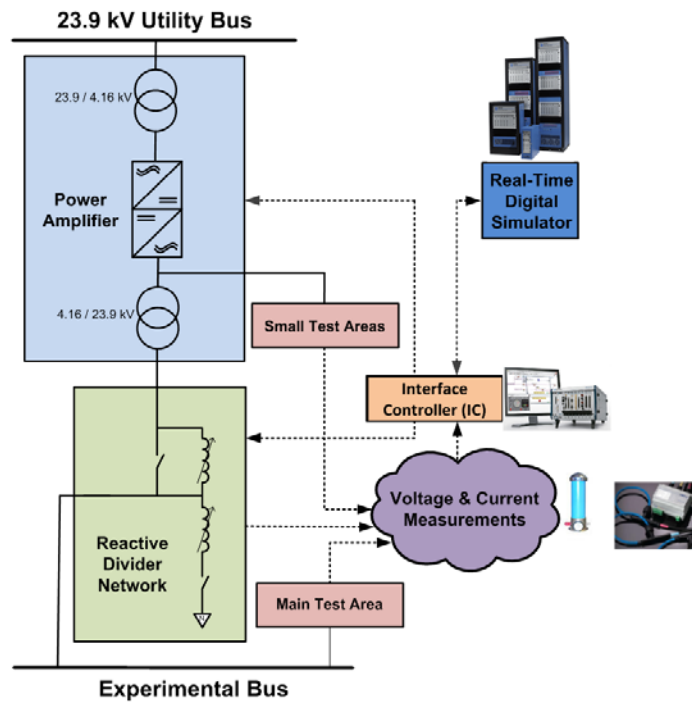 23.9 kV Utility Bus
23.9 / 4.16 kV
Power
Amplifier
4.16 / 23.9 kV
Real-Time
Digital
Simulator
Small Test Areas
Interface
Controller (IC)
Voltage & Current
Measurements
Reactive
Divider
Network
Main Test Area
Experimental Bus